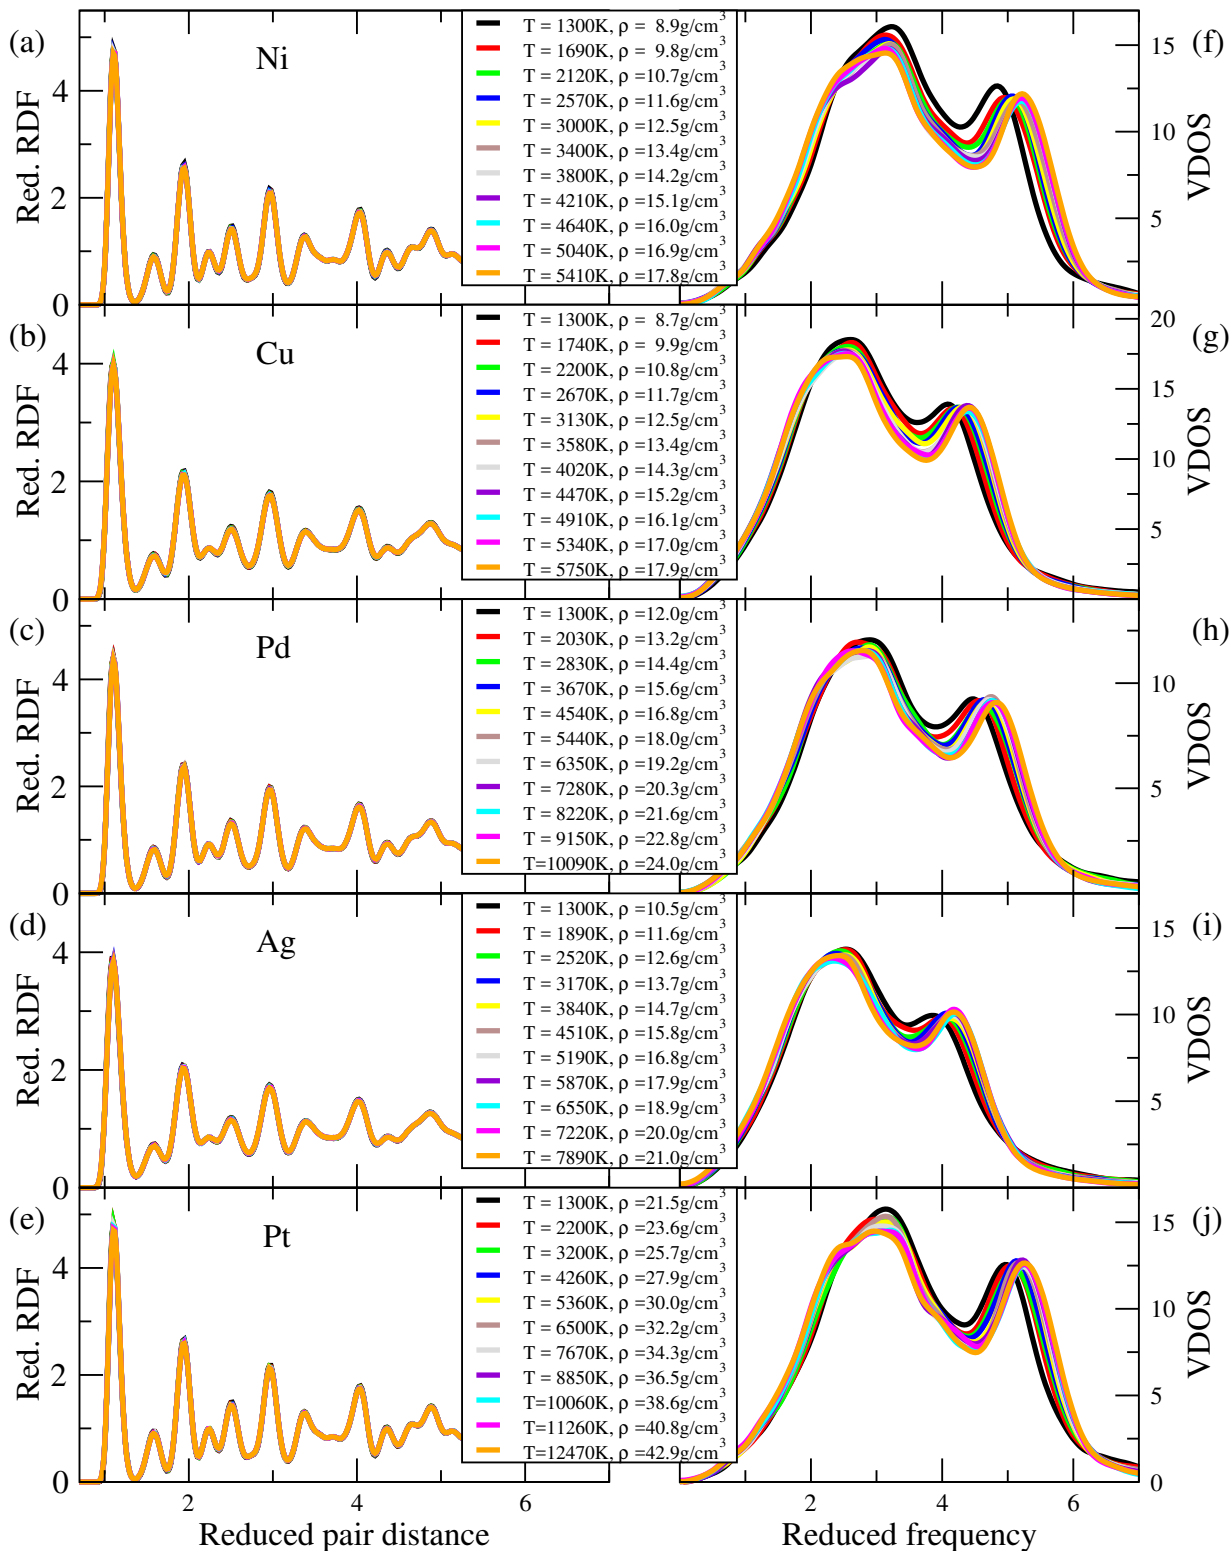 (a)
Ni
Red. RDF
4
2
0
T = 1300K, ρ = 8.9g/cm³
T = 1690K, ρ = 9.8g/cm³
T = 2120K, ρ =10.7g/cm³
T = 2570K, ρ =11.6g/cm³
T = 3000K, ρ =12.5g/cm³
T = 3400K, ρ =13.4g/cm³
T = 3800K, ρ =14.2g/cm³
T = 4210K, ρ =15.1g/cm³
T = 4640K, ρ =16.0g/cm³
T = 5040K, ρ =16.9g/cm³
T = 5410K, ρ =17.8g/cm³
(f)
15
10
5
VDOS
(b)
Cu
Red. RDF
4
2
0
T = 1300K, ρ = 8.7g/cm³
T = 1740K, ρ = 9.9g/cm³
T = 2200K, ρ =10.8g/cm³
T = 2670K, ρ =11.7g/cm³
T = 3130K, ρ =12.5g/cm³
T = 3580K, ρ =13.4g/cm³
T = 4020K, ρ =14.3g/cm³
T = 4470K, ρ =15.2g/cm³
T = 4910K, ρ =16.1g/cm³
T = 5340K, ρ =17.0g/cm³
T = 5750K, ρ =17.9g/cm³
(g)
20
15
10
5
VDOS
(c)
Pd
Red. RDF
4
2
0
T = 1300K, ρ =12.0g/cm³
T = 2030K, ρ =13.2g/cm³
T = 2830K, ρ =14.4g/cm³
T = 3670K, ρ =15.6g/cm³
T = 4540K, ρ =16.8g/cm³
T = 5440K, ρ =18.0g/cm³
T = 6350K, ρ =19.2g/cm³
T = 7280K, ρ =20.3g/cm³
T = 8220K, ρ =21.6g/cm³
T = 9150K, ρ =22.8g/cm³
T=10090K, ρ =24.0g/cm³
(h)
10
5
VDOS
(d)
Ag
Red. RDF
4
2
0
T = 1300K, ρ =10.5g/cm³
T = 1890K, ρ =11.6g/cm³
T = 2520K, ρ =12.6g/cm³
T = 3170K, ρ =13.7g/cm³
T = 3840K, ρ =14.7g/cm³
T = 4510K, ρ =15.8g/cm³
T = 5190K, ρ =16.8g/cm³
T = 5870K, ρ =17.9g/cm³
T = 6550K, ρ =18.9g/cm³
T = 7220K, ρ =20.0g/cm³
T = 7890K, ρ =21.0g/cm³
(i)
15
10
5
VDOS
(e)
Pt
Red. RDF
4
2
0
T = 1300K, ρ =21.5g/cm³
T = 2200K, ρ =23.6g/cm³
T = 3200K, ρ =25.7g/cm³
T = 4260K, ρ =27.9g/cm³
T = 5360K, ρ =30.0g/cm³
T = 6500K, ρ =32.2g/cm³
T = 7670K, ρ =34.3g/cm³
T = 8850K, ρ =36.5g/cm³
T=10060K, ρ =38.6g/cm³
T=11260K, ρ =40.8g/cm³
T=12470K, ρ =42.9g/cm³
(j)
15
10
5
0
VDOS
2 4 6
Reduced pair distance
2 4 6
Reduced frequency